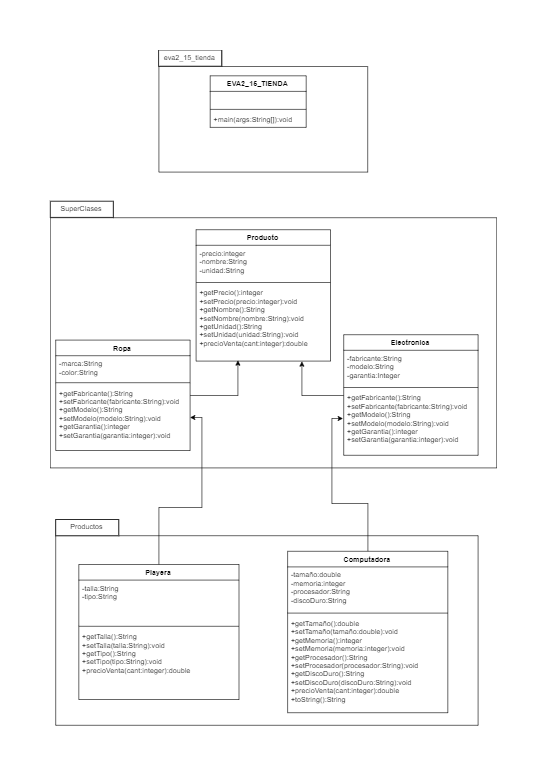 eva2_15_tienda
EVA2_15_TIENDA
+main(args:String[]):void
SuperClases
Producto
-precio:integer
-nombre:String
-unidad:String
+getPrecio():integer
+setPrecio(precio:integer):void
+getNombre():String
+setNombre(nombre:String):void
+getUnidad():String
+setUnidad(unidad:String):void
+precioVenta(cant:integer):double
Ropa
-marca:String
-color:String
+getFabricante():String
+setFabricante(fabricante:String):void
+getModelo():String
+setModelo(modelo:String):void
+getGarantia():integer
+setGarantia(garantia:integer):void
Electronica
-fabricante:String
-modelo:String
-garantia:Integer
+getFabricante():String
+setFabricante(fabricante:String):void
+getModelo():String
+setModelo(modelo:String):void
+getGarantia():integer
+setGarantia(garantia:integer):void
Productos
Playera
-talla:String
-tipo:String
+getTalla():String
+setTalla(talla:String):void
+getTipo():String
+setTipo(tipo:String):void
+precioVenta(cant:integer):double
Computadora
-tamaño:double
-memoria:integer
-procesador:String
-discoDuro:String
+getTamaño():double
+setTamaño(tamaño:double):void
+getMemoria():integer
+setMemoria(memoria:integer):void
+getProcesador():String
+setProcesador(procesador:String):void
+getDiscoDuro():String
+setDiscoDuro(discoDuro:String):void
+precioVenta(cant:integer):double
+toString():String